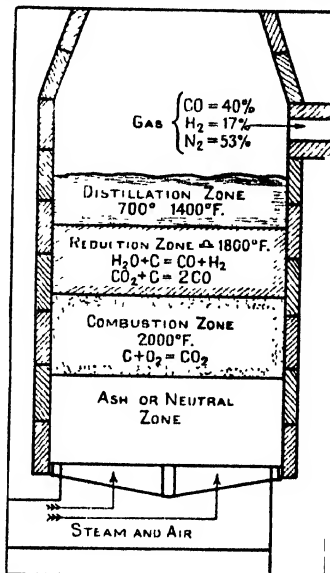 GAS { CO = 40%
H₂ = 17%
N₂ = 53%
DISTILLATION ZONE
700° 1400°F.
REDUCTION ZONE ≏ 1800°F.
H₂O+C = CO+H₂
CO₂+C = 2CO
COMBUSTION ZONE
2000°F.
C+O₂=CO₂
ASH OR NEUTRAL
ZONE
STEAM AND AIR